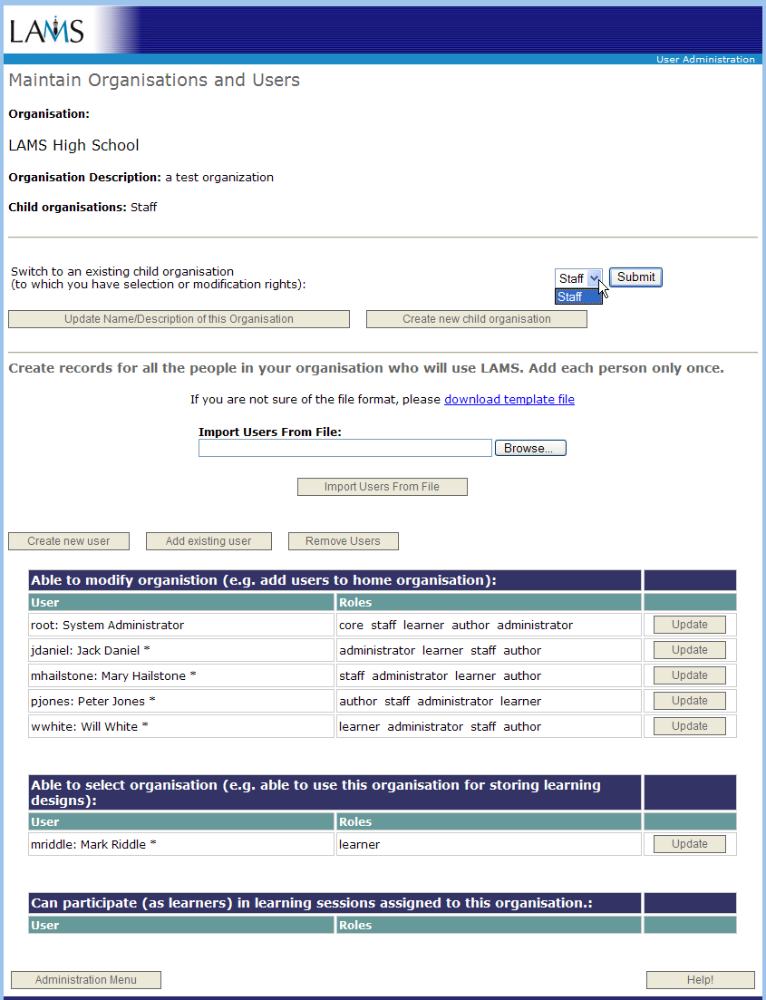 LAMS
User Administration
Maintain Organisations and Users
Organisation:
LAMS High School
Organisation Description: a test organization
Child organisations: Staff
Switch to an existing child organisation
(to which you have selection or modification rights):
Staff Submit
Staff
Update Name/Description of this Organisation Create new child organisation
Create records for all the people in your organisation who will use LAMS. Add each person only once.
If you are not sure of the file format, please download template file
Import Users From File:
Browse...
Import Users From File
Create new user Add existing user Remove Users
Able to modify organistion (e.g. add users to home organisation):
User Roles
root: System Administrator core staff learner author administrator Update
jdaniel: Jack Daniel * administrator learner staff author Update
mhailstone: Mary Hailstone * staff administrator learner author Update
pjones: Peter Jones * author staff administrator learner Update
wwhite: Will White * learner administrator staff author Update
Able to select organisation (e.g. able to use this organisation for storing learning
designs):
User Roles
mriddle: Mark Riddle * learner Update
Can participate (as learners) in learning sessions assigned to this organisation.:
User Roles
Administration Menu Help!